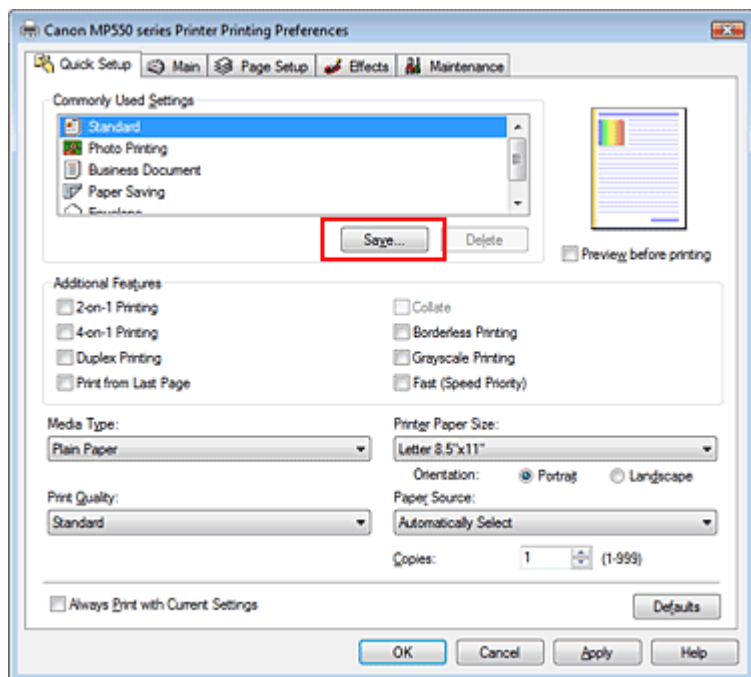 Canon MP550 series Printer Printing Preferences
Quick Setup Main Page Setup Effects Maintenance
Commonly Used Settings
Standard
Photo Printing
Business Document
Paper Saving
Envelope
Save... Delete
Preview before printing
Additional Features
2-on-1 Printing
4-on-1 Printing
Duplex Printing
Print from Last Page
Collate
Borderless Printing
Grayscale Printing
Fast (Speed Priority)
Media Type:
Plain Paper
Printer Paper Size:
Letter 8.5"x11"
Orientation: Portrait Landscape
Print Quality:
Standard
Paper Source:
Automatically Select
Copies: 1 (1-999)
Always Print with Current Settings
Defaults
OK Cancel Apply Help